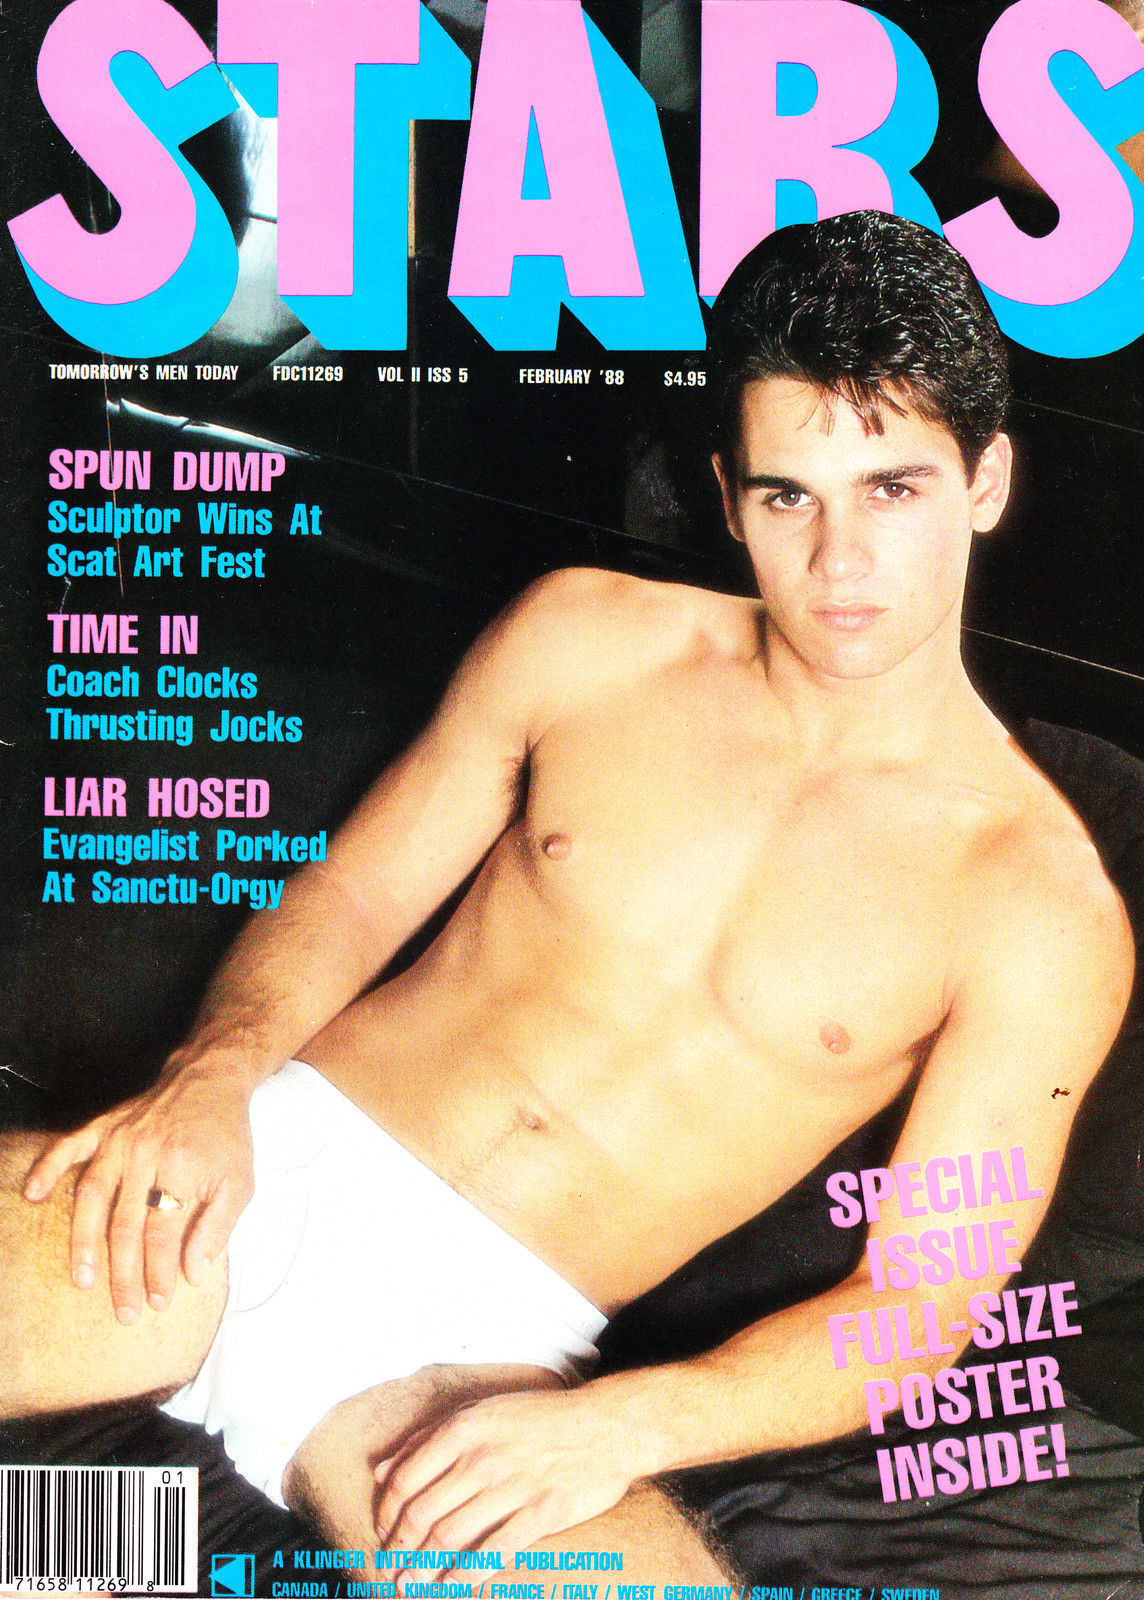 STARS
TOMORROW'S MEN TODAY FDC11269 VOL II ISS 5 FEBRUARY '88 $4.95
SPUN DUMP
Sculptor Wins At
Scat Art Fest
TIME IN
Coach Clocks
Thrusting Jocks
LIAR HOSED
Evangelist Porked
At Sanctu-Orgy
SPECIAL
ISSUE
FULL-SIZE
POSTER
INSIDE!
01
71658 11269 8
A KLINGER INTERNATIONAL PUBLICATION
CANADA / UNITED KINGDOM / FRANCE / ITALY / WEST GERMANY / SPAIN / GREECE / SWEDEN